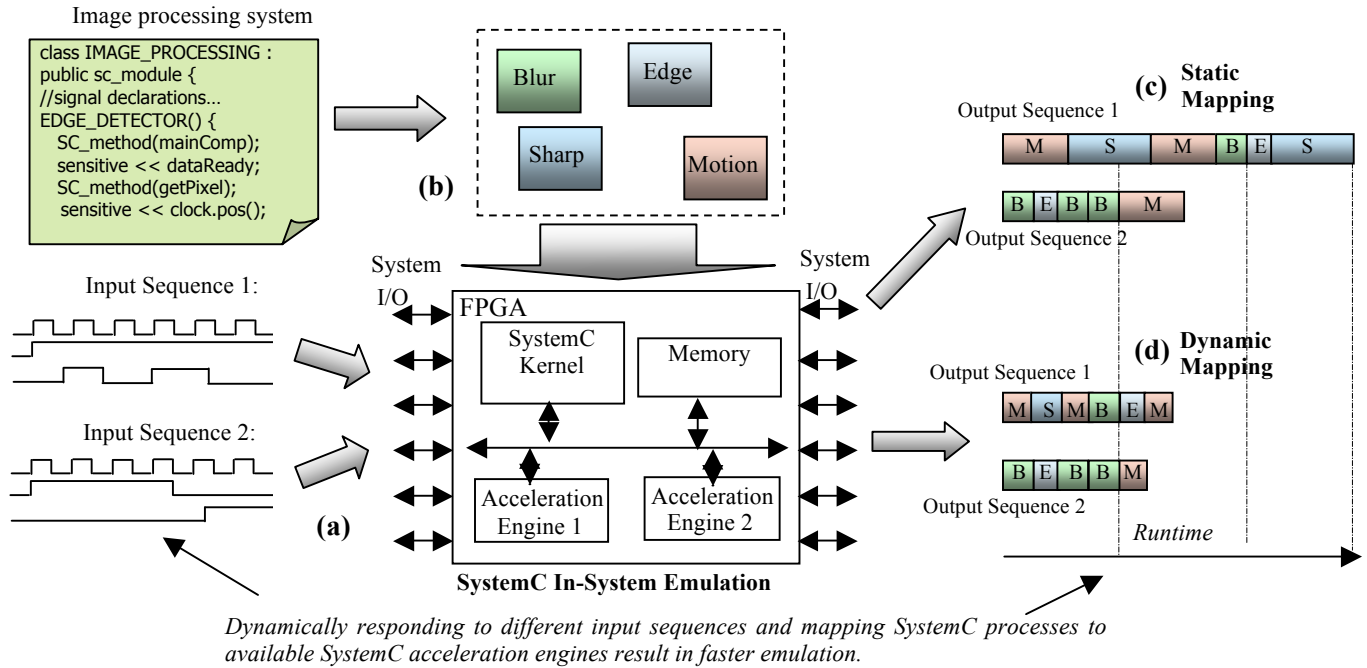 Image processing system
class IMAGE_PROCESSING :
public sc_module {
//signal declarations...
EDGE_DETECTOR() {
SC_method(mainComp);
sensitive << dataReady;
SC_method(getPixel);
sensitive << clock.pos();
Blur
Edge
Sharp
Motion
(b)
(c) Static
Mapping
Output Sequence 1
M S M B E S
B E B B M
Output Sequence 2
Input Sequence 1:
Input Sequence 2:
(a)
System
I/O
System
I/O
FPGA
SystemC
Kernel
Memory
Acceleration
Engine 1
Acceleration
Engine 2
SystemC In-System Emulation
(d) Dynamic
Mapping
Output Sequence 1
M S M B E M
B E B B M
Output Sequence 2
Runtime
Dynamically responding to different input sequences and mapping SystemC processes to
available SystemC acceleration engines result in faster emulation.